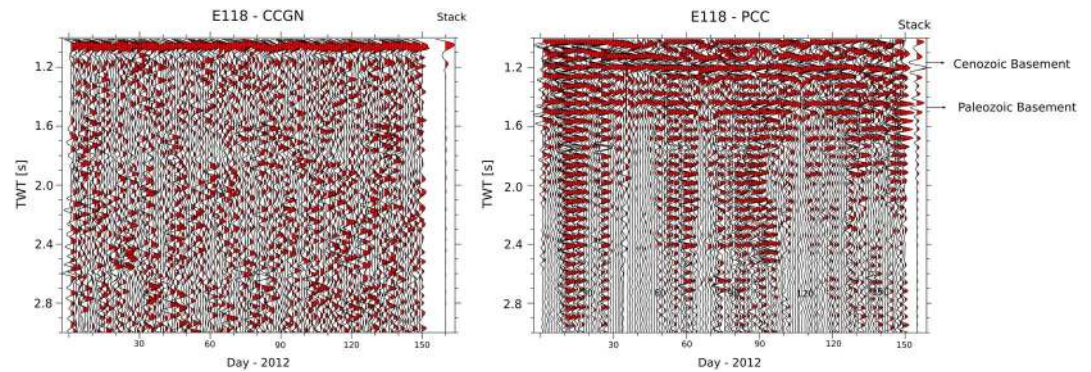 E118 - CCGN
Stack
TWT [s]
1.2
1.6
2.0
2.4
2.8
30
60
90
120
150
Day - 2012
E118 - PCC
Stack
Cenozoic Basement
Paleozoic Basement
TWT [s]
1.2
1.6
2.0
2.4
2.8
60
120
30
60
90
120
150
Day - 2012